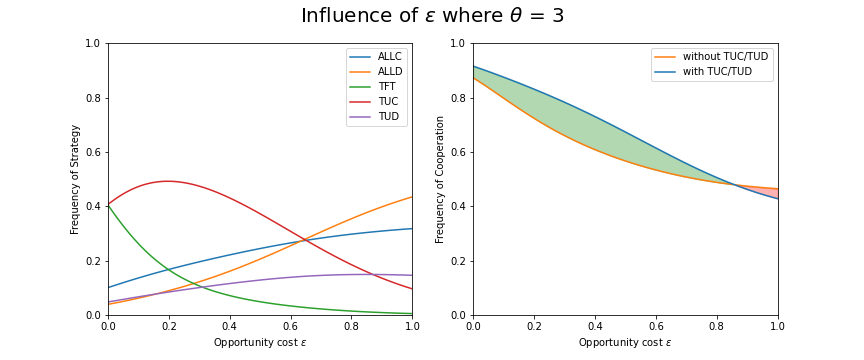 Influence of ε where θ = 3
Frequency of Strategy
1.0
0.8
0.6
0.4
0.2
0.0
0.0 0.2 0.4 0.6 0.8 1.0
Opportunity cost ε
ALLC
ALLD
TFT
TUC
TUD
Frequency of Cooperation
1.0
0.8
0.6
0.4
0.2
0.0
0.0 0.2 0.4 0.6 0.8 1.0
Opportunity cost ε
without TUC/TUD
with TUC/TUD